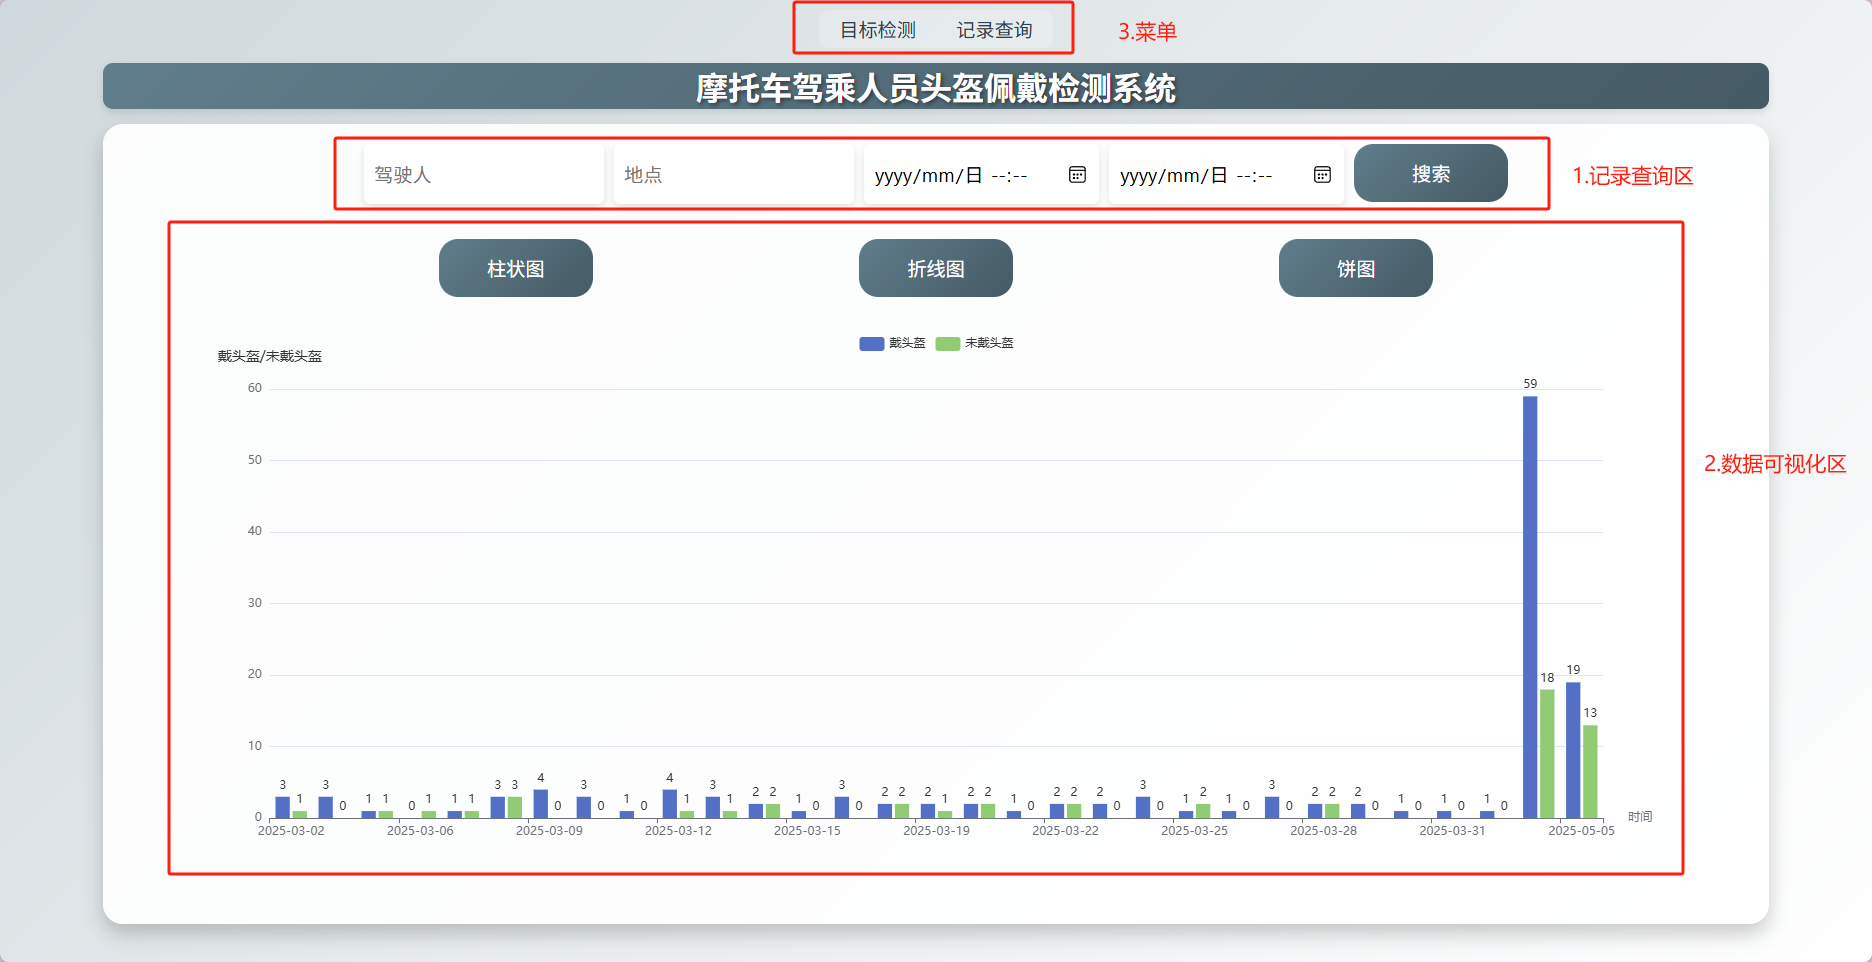 目标检测 记录查询 3.菜单
摩托车驾乘人员头盔佩戴检测系统
驾驶人 地点 yyyy/mm/日 --:-- yyyy/mm/日 --:-- 搜索 1.记录查询区
柱状图 折线图 饼图
戴头盔 未戴头盔
戴头盔/未戴头盔
60
50
40
30
20
10
0
2.数据可视化区
3 1 3 0 1 1 0 1 1 1 3 3 4 0 3 0 1 0 4 1 3 1 2 2 1 0 3 0 2 2 2 1 2 2 1 0 2 2 2 0 3 0 1 2 1 0 3 0 2 2 2 0 1 0 1 0 1 0 59 18 19 13
2025-03-02 2025-03-06 2025-03-09 2025-03-12 2025-03-15 2025-03-19 2025-03-22 2025-03-25 2025-03-28 2025-03-31 2025-05-05 时间